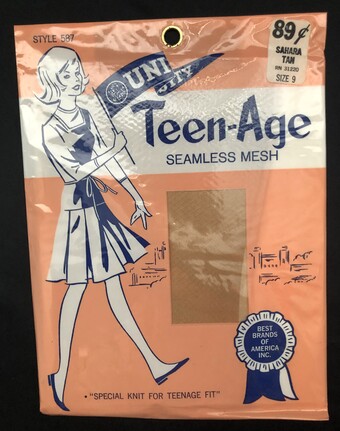 STYLE 587
89¢
SAHARA
TAN
SIZE 9
UNI
CITY
Teen-Age
SEAMLESS MESH
BEST
BRANDS
OF
AMERICA
INC.
• "SPECIAL KNIT FOR TEENAGE FIT"